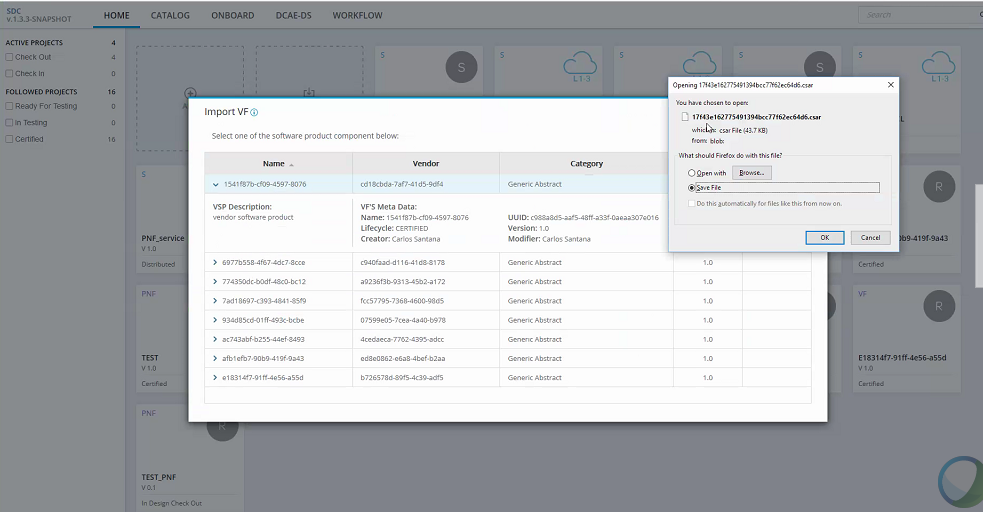 SDC
v.1.3.3-SNAPSHOT
HOME
CATALOG
ONBOARD
DCAE-DS
WORKFLOW
Search
ACTIVE PROJECTS 4
Check Out 4
Check In 0
FOLLOWED PROJECTS 16
Ready For Testing 0
In Testing 0
Certified 16
S
S
S
L1-3
S
S
S
L1-3
Import VF
Select one of the software product component below:
Name Vendor Category
1541f87b-cf09-4597-8076 cd18cbda-7af7-41d5-9df4 Generic Abstract
VSP Description:
vendor software product
VF'S Meta Data:
Name: 1541f87b-cf09-4597-8076
Lifecycle: CERTIFIED
Creator: Carlos Santana
UUID: c988a8d5-aaf5-48ff-a33f-0aeaa307e016
Version: 1.0
Modifier: Carlos Santana
6977b558-4f67-4dc7-8cce c940faad-d116-41d8-8178 Generic Abstract 1.0
774350dc-b0df-48c0-bc12 a9236f3b-9313-45b2-a172 Generic Abstract 1.0
7ad18697-c393-4841-85f9 fcc57795-7368-4600-98d5 Generic Abstract 1.0
934d85cd-01ff-493c-bcbe 07599e05-7cea-4a40-b978 Generic Abstract 1.0
ac743abf-b255-44ef-8493 4cedaeca-7762-4395-adcc Generic Abstract 1.0
afb1efb7-90b9-419f-9a43 ed8e0862-e6a8-4bef-b2aa Generic Abstract 1.0
e18314f7-91ff-4e56-a55d b726578d-89f5-4c39-adf5 Generic Abstract 1.0
Opening 17f43e162775491394bcc77f62ec64d6.csar
You have chosen to open:
17f43e162775491394bcc77f62ec64d6.csar
which is: csar File (43.7 KB)
from: blob:
What should Firefox do with this file?
Open with Browse...
Save File
Do this automatically for files like this from now on.
OK Cancel
S
PNF_service
V 1.0
Distributed
R
0b9-419f-9a43
Certified
PNF
TEST
V 1.0
Certified
VF
R
E18314f7-91ff-4e56-a55d
V 1.0
Certified
PNF
R
TEST_PNF
V 0.1
In Design Check Out